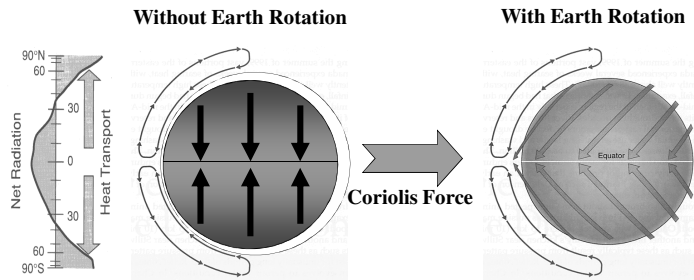 Without Earth Rotation
With Earth Rotation
90°N
60
30
0
30
60
90°S
Net Radiation
Heat Transport
Coriolis Force
Equator